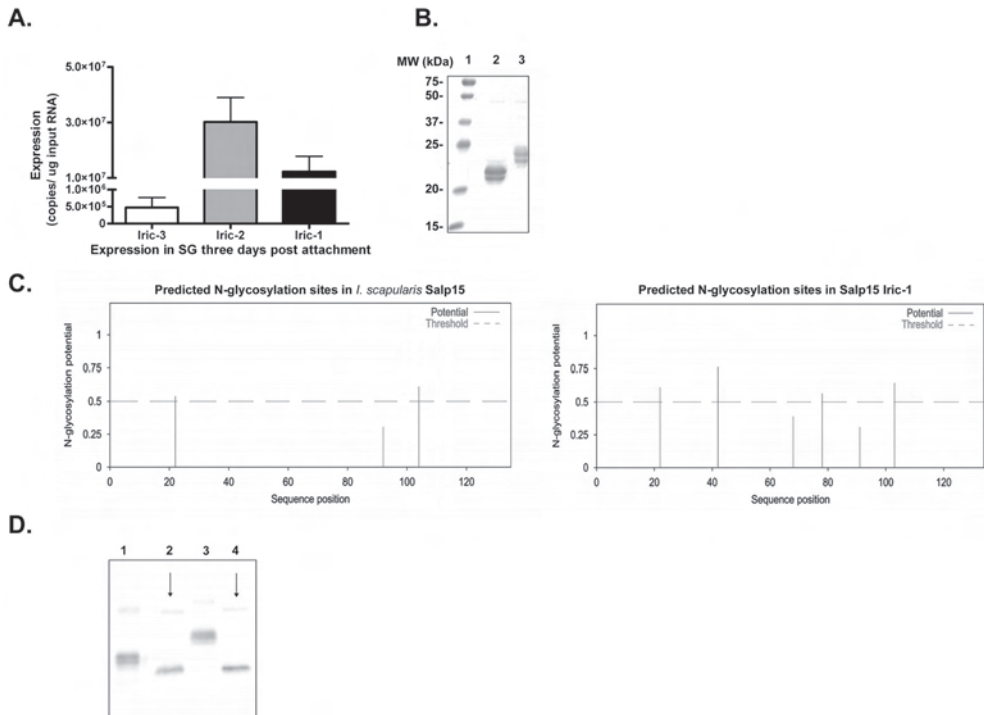 A.
Expression
(copies/ ug input RNA)
5.0×10⁷
3.0×10⁷
1.0×10⁷
1.0×10⁶
5.0×10⁵
0
Iric-3 Iric-2 Iric-1
Expression in SG three days post attachment
B.
MW (kDa) 1 2 3
75-
50-
37-
25-
20-
15-
C.
Predicted N-glycosylation sites in I. scapularis Salp15
Potential
Threshold
N-glycosylation potential
1
0.75
0.5
0.25
0
0 20 40 60 80 100 120
Sequence position
Predicted N-glycosylation sites in Salp15 Iric-1
Potential
Threshold
N-glycosylation potential
1
0.75
0.5
0.25
0
0 20 40 60 80 100 120
Sequence position
D.
1 2 3 4